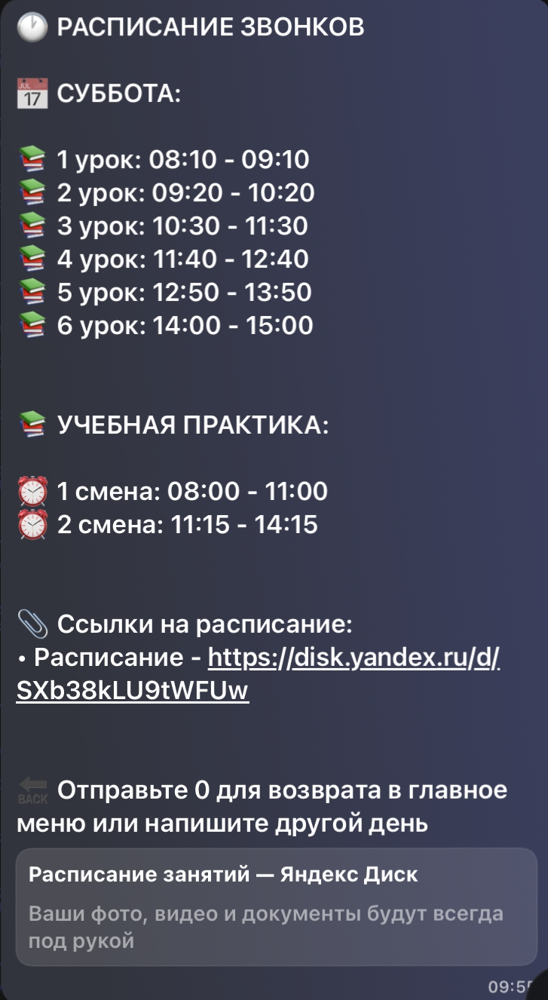 РАСПИСАНИЕ ЗВОНКОВ
JUL
17
СУББОТА:
1 урок: 08:10 - 09:10
2 урок: 09:20 - 10:20
3 урок: 10:30 - 11:30
4 урок: 11:40 - 12:40
5 урок: 12:50 - 13:50
6 урок: 14:00 - 15:00
УЧЕБНАЯ ПРАКТИКА:
1 смена: 08:00 - 11:00
2 смена: 11:15 - 14:15
Ссылки на расписание:
• Расписание - https://disk.yandex.ru/d/
SXb38kLU9tWFUw
BACK
Отправьте 0 для возврата в главное
меню или напишите другой день
Расписание занятий — Яндекс Диск
Ваши фото, видео и документы будут всегда
под рукой